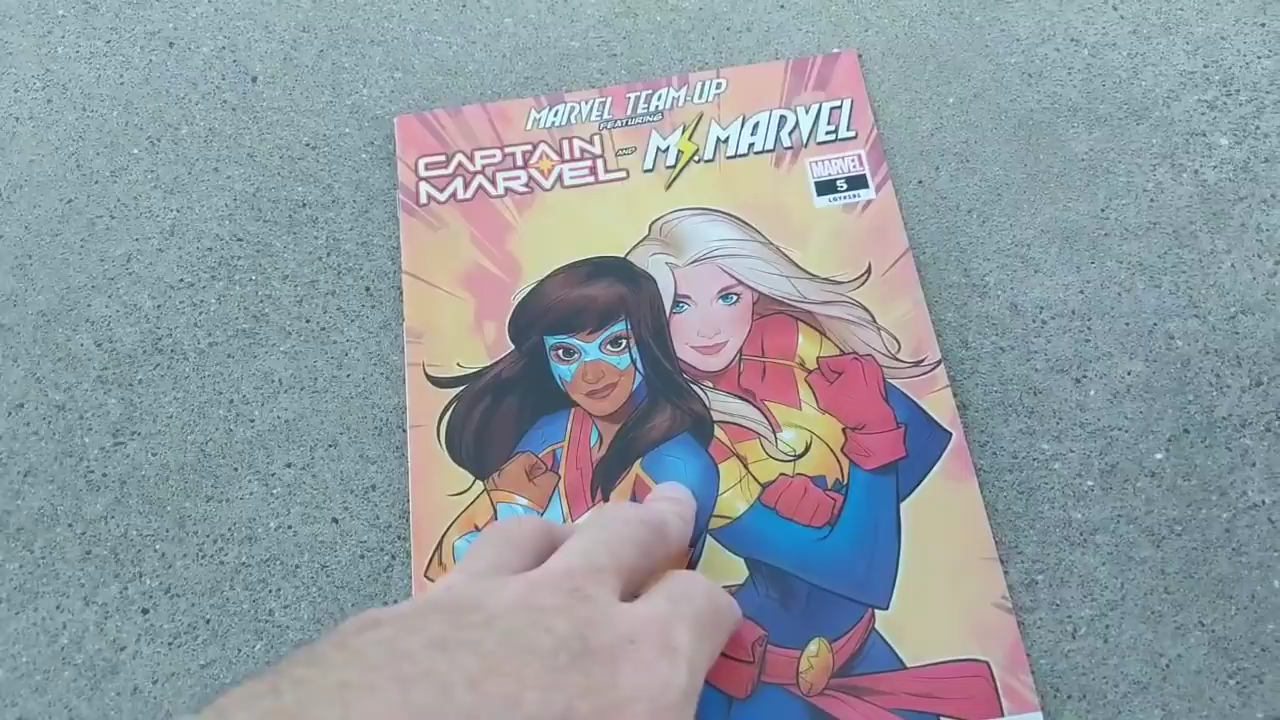 MARVEL TEAM-UP
FEATURING
CAPTAIN MARVEL AND MS. MARVEL
MARVEL
5